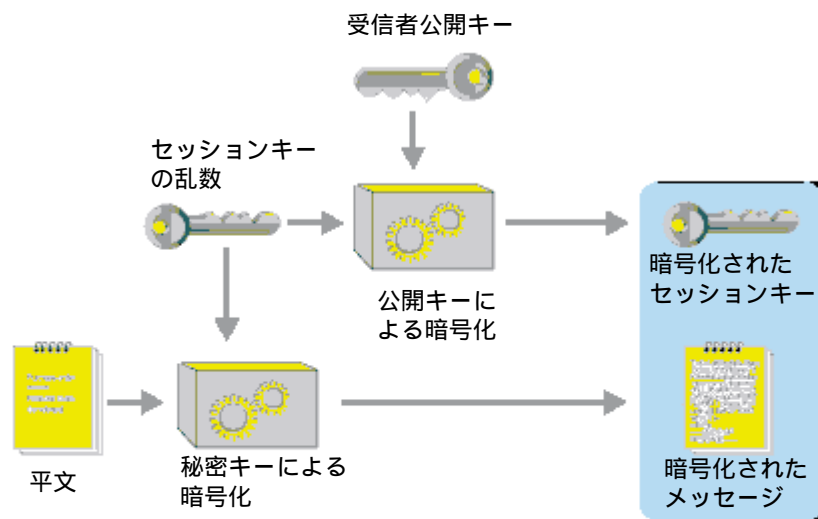 受信者公開キー
セッションキー
の乱数
公開キーに
よる暗号化
暗号化された
セッションキー
平文
秘密キーによる
暗号化
暗号化された
メッセージ